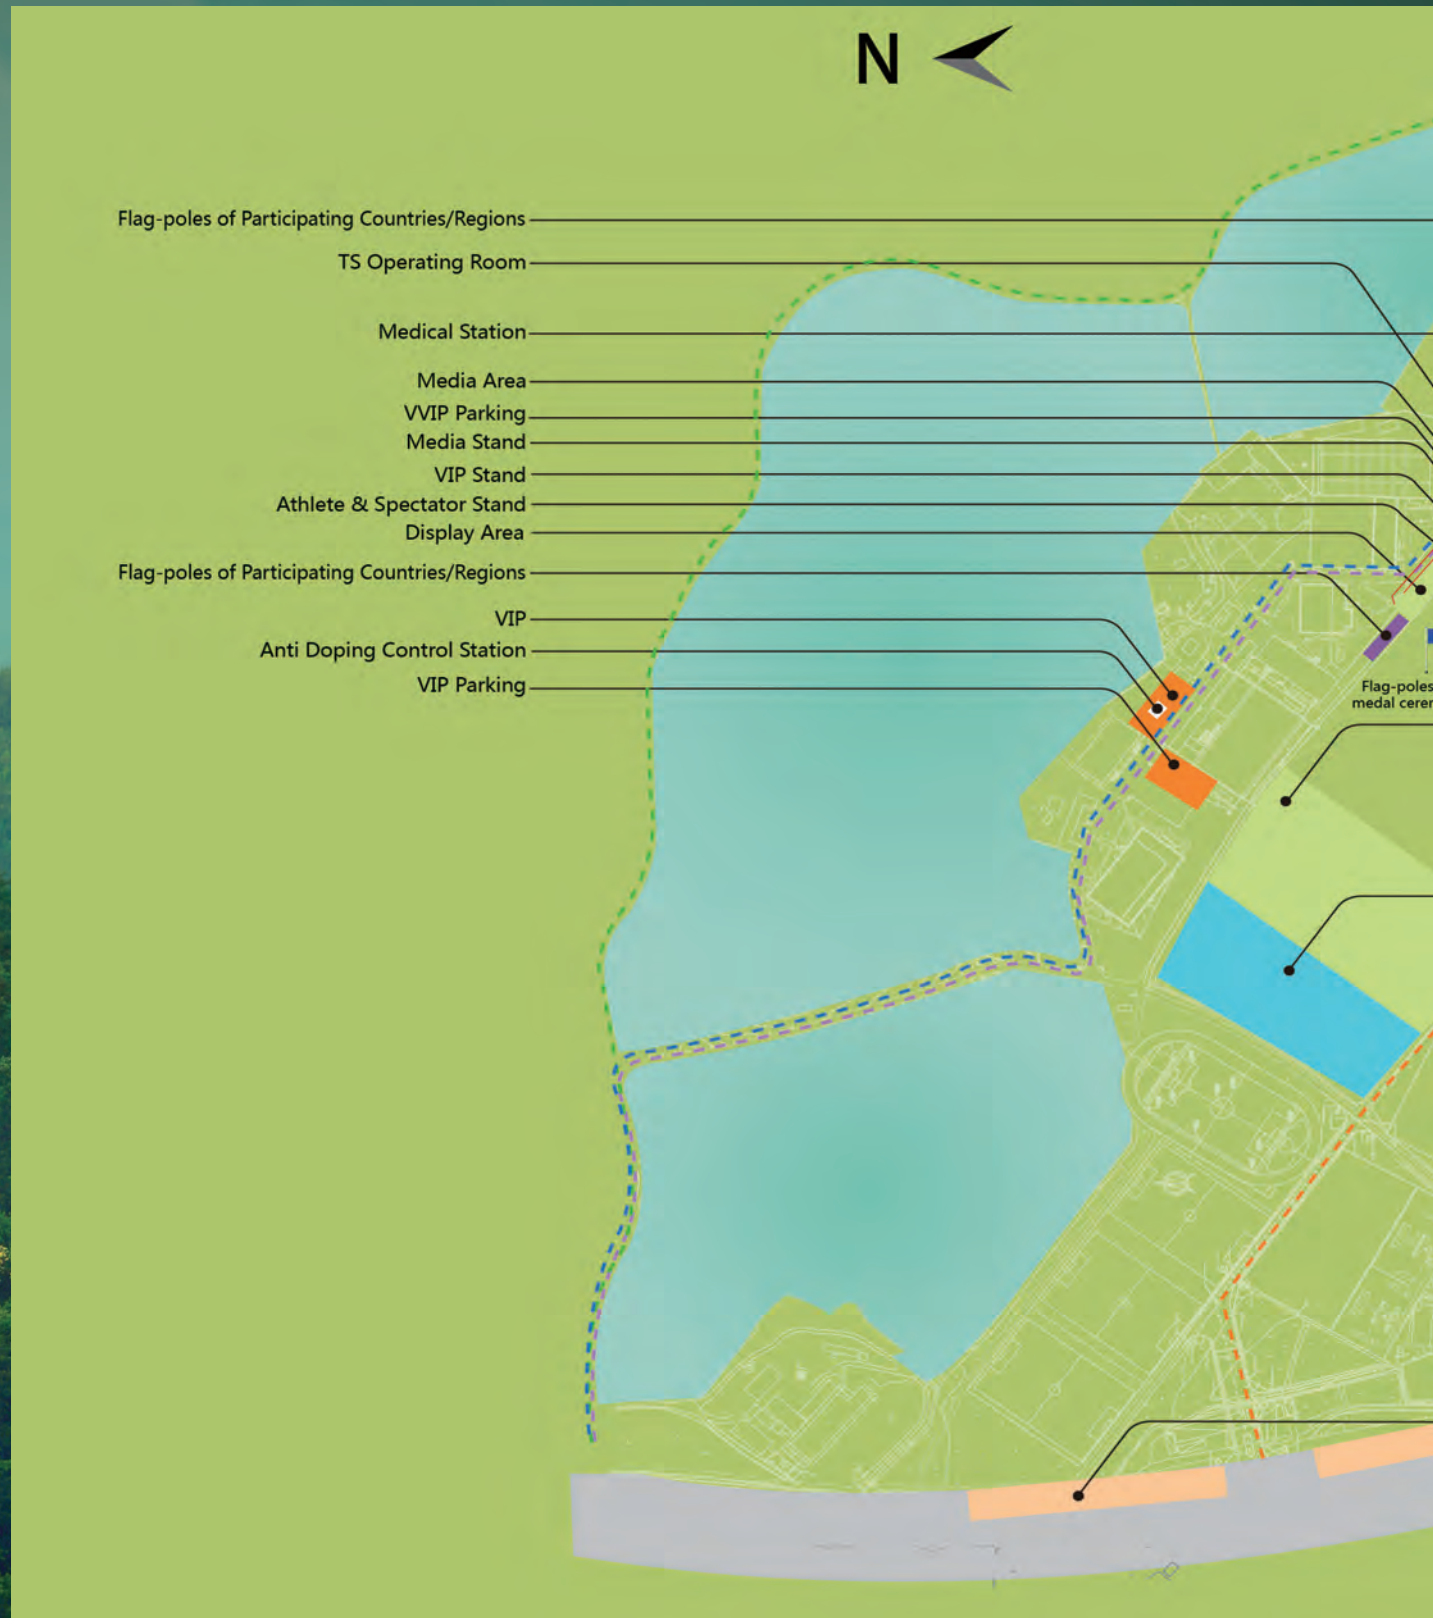 N
Flag-poles of Participating Countries/Regions
TS Operating Room
Medical Station
Media Area
VVIP Parking
Media Stand
VIP Stand
Athlete & Spectator Stand
Display Area
Flag-poles of Participating Countries/Regions
VIP
Anti Doping Control Station
VIP Parking
Flag-poles
medal cerem